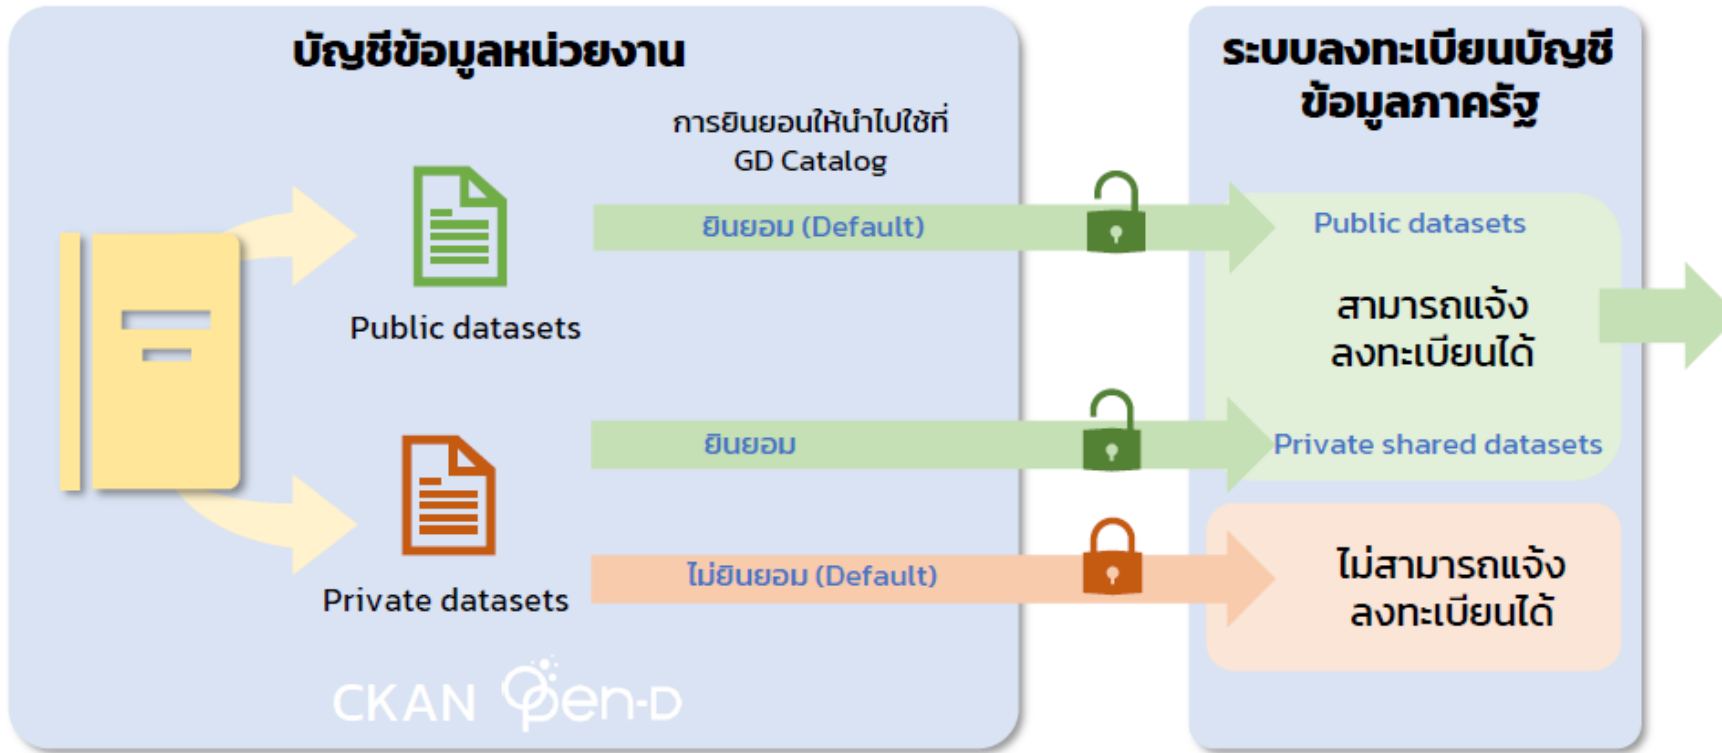 บัญชีข้อมูลหน่วยงาน
การยินยอนให้นำไปใช้ที่
GD Catalog
Public datasets
ยินยอม (Default)
Private datasets
ยินยอม
ไม่ยินยอม (Default)
CKAN Open-D
ระบบลงทะเบียนบัญชี
ข้อมูลภาครัฐ
Public datasets
สามารถแจ้ง
ลงทะเบียนได้
Private shared datasets
ไม่สามารถแจ้ง
ลงทะเบียนได้